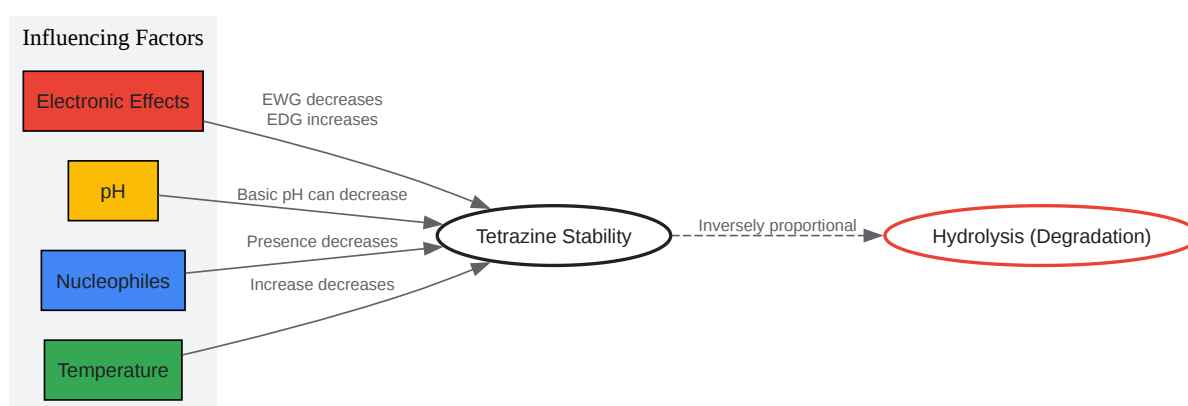 Influencing Factors
Electronic Effects
EWG decreases
EDG increases
pH
Basic pH can decrease
Nucleophiles
Presence decreases
Temperature
Increase decreases
Tetrazine Stability
Inversely proportional
Hydrolysis (Degradation)